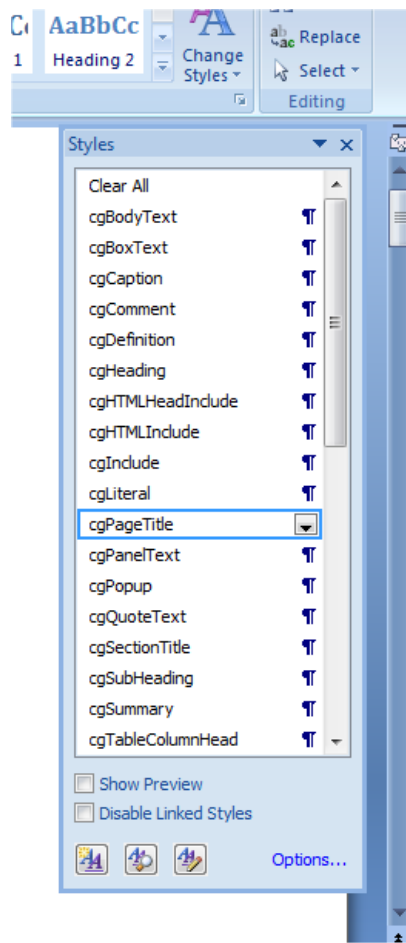 AaBbCc
1 Heading 2
Change
Styles
Replace
Select
Editing
Styles
Clear All
cgBodyText
cgBoxText
cgCaption
cgComment
cgDefinition
cgHeading
cgHTMLHeadInclude
cgHTMLInclude
cgInclude
cgLiteral
cgPageTitle
cgPanelText
cgPopup
cgQuoteText
cgSectionTitle
cgSubHeading
cgSummary
cgTableColumnHead
Show Preview
Disable Linked Styles
Options...